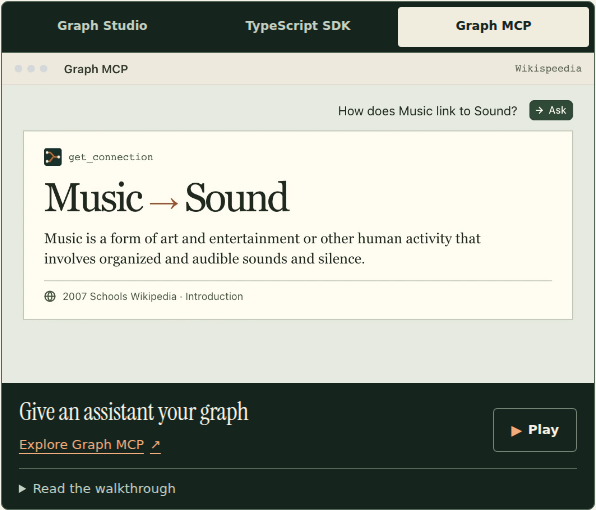 Graph Studio
TypeScript SDK
Graph MCP
Graph MCP
Wikispeedia
How does Music link to Sound?
→ Ask
get_connection
Music → Sound
Music is a form of art and entertainment or other human activity that
involves organized and audible sounds and silence.
2007 Schools Wikipedia · Introduction
Give an assistant your graph
Explore Graph MCP ↗
▶ Play
▶ Read the walkthrough